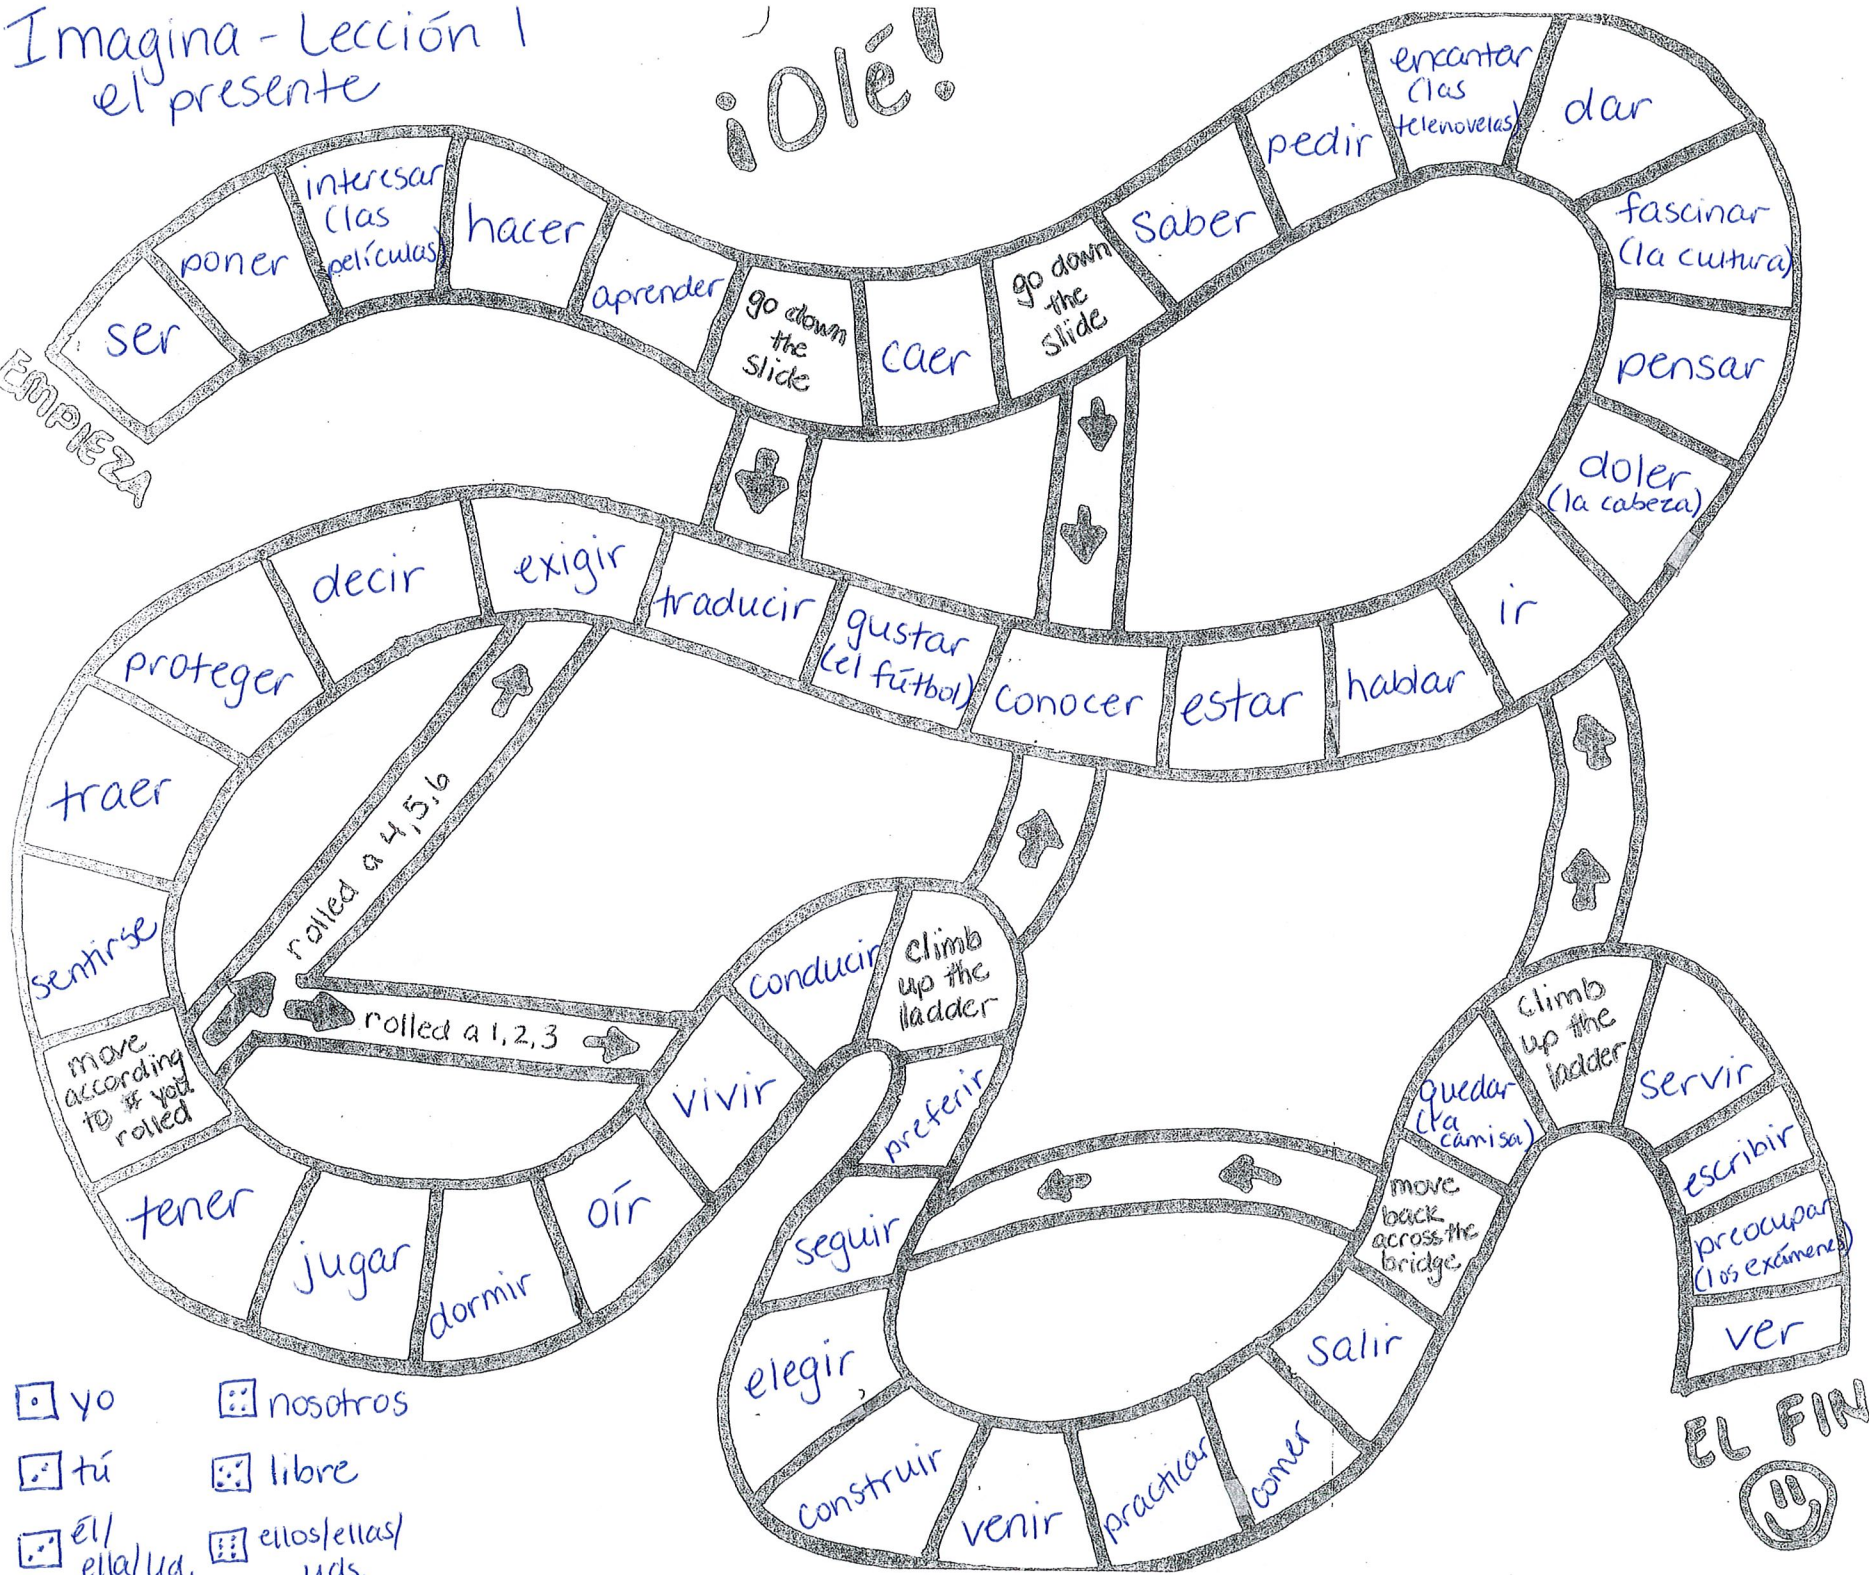 Imagina - Lección 1
el presente
¡Olé!
EMPIEZA
ser
poner
interesar
(las
películas)
hacer
aprender
go down
the
slide
caer
go down
the
slide
saber
pedir
encantar
(las
telenovelas)
dar
fascinar
(la cultura)
pensar
doler
(la cabeza)
ir
hablar
estar
conocer
gustar
(el fútbol)
traducir
exigir
decir
proteger
traer
sentirse
move
according
to # you
rolled
rolled a 4,5,6
rolled a 1,2,3
tener
jugar
dormir
oír
vivir
conducir
climb
up the
ladder
preferir
seguir
elegir
construir
venir
practicar
comer
salir
move
back
across the
bridge
quedar
(la
camisa)
climb
up the
ladder
servir
escribir
preocupar
(los exámenes)
ver
EL FIN
yo
tú
él/
ella/Ud.
nosotros
libre
ellos/ellas/
uds.